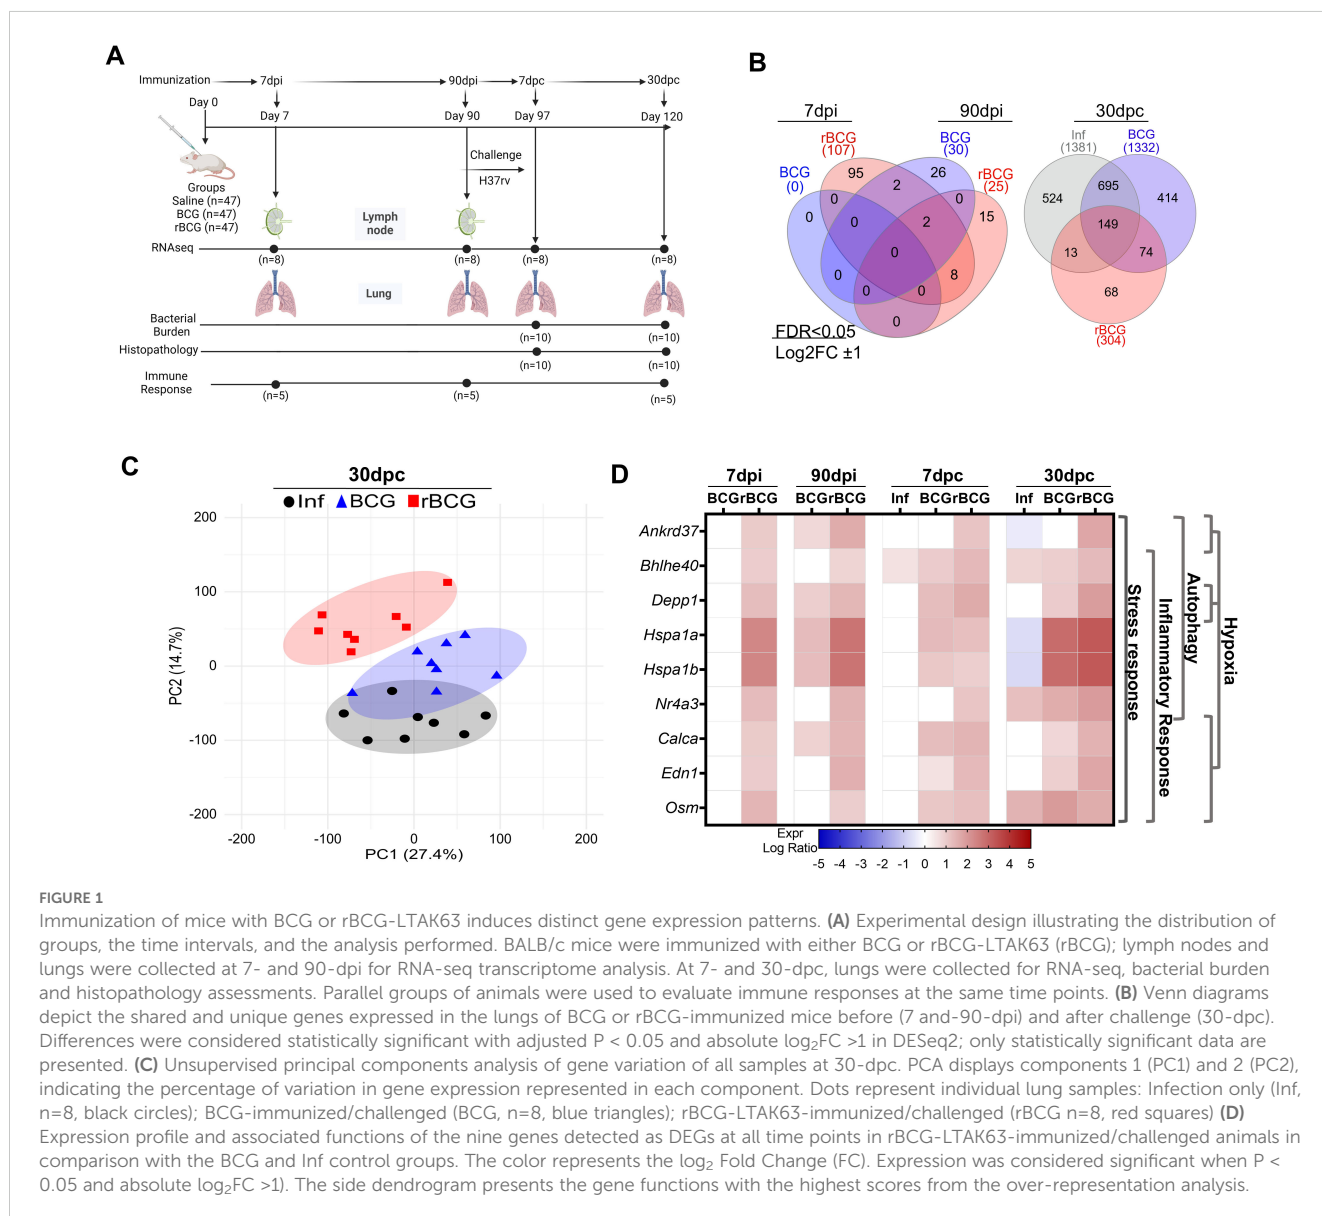 A
Immunization
7dpi
90dpi
7dpc
30dpc
Day 0
Day 7
Day 90
Day 97
Day 120
Challenge
H37rv
Groups
Saline (n=47)
BCG (n=47)
rBCG (n=47)
Lymph
node
RNAseq
(n=8)
(n=8)
(n=8)
(n=8)
Lung
Bacterial
Burden
(n=10)
(n=10)
Histopathology
(n=10)
(n=10)
Immune
Response
(n=5)
(n=5)
(n=5)
B
7dpi
90dpi
30dpc
rBCG
(107)
BCG
(30)
BCG
(0)
rBCG
(25)
95
2
26
0
0
0
0
2
15
0
0
0
0
8
0
Inf
(1381)
BCG
(1332)
524
695
414
149
13
74
68
rBCG
(304)
FDR<0.05
Log2FC ±1
C
30dpc
Inf BCG rBCG
200
100
0
-100
-200
PC2 (14.7%)
-200 -100 0 100 200
PC1 (27.4%)
D
7dpi 90dpi 7dpc 30dpc
BCG rBCG BCG rBCG Inf BCG rBCG Inf BCG rBCG
Ankrd37
Bhlhe40
Depp1
Hspa1a
Hspa1b
Nr4a3
Calca
Edn1
Osm
Stress response
Inflammatory Response
Autophagy
Hypoxia
Expr
Log Ratio
-5 -4 -3 -2 -1 0 1 2 3 4 5
FIGURE 1
Immunization of mice with BCG or rBCG-LTAK63 induces distinct gene expression patterns. (A) Experimental design illustrating the distribution of
groups, the time intervals, and the analysis performed. BALB/c mice were immunized with either BCG or rBCG-LTAK63 (rBCG); lymph nodes and
lungs were collected at 7- and 90-dpi for RNA-seq transcriptome analysis. At 7- and 30-dpc, lungs were collected for RNA-seq, bacterial burden
and histopathology assessments. Parallel groups of animals were used to evaluate immune responses at the same time points. (B) Venn diagrams
depict the shared and unique genes expressed in the lungs of BCG or rBCG-immunized mice before (7 and-90-dpi) and after challenge (30-dpc).
Differences were considered statistically significant with adjusted P < 0.05 and absolute log₂FC >1 in DESeq2; only statistically significant data are
presented. (C) Unsupervised principal components analysis of gene variation of all samples at 30-dpc. PCA displays components 1 (PC1) and 2 (PC2),
indicating the percentage of variation in gene expression represented in each component. Dots represent individual lung samples: Infection only (Inf,
n=8, black circles); BCG-immunized/challenged (BCG, n=8, blue triangles); rBCG-LTAK63-immunized/challenged (rBCG n=8, red squares) (D)
Expression profile and associated functions of the nine genes detected as DEGs at all time points in rBCG-LTAK63-immunized/challenged animals in
comparison with the BCG and Inf control groups. The color represents the log₂ Fold Change (FC). Expression was considered significant when P <
0.05 and absolute log₂FC >1). The side dendrogram presents the gene functions with the highest scores from the over-representation analysis.